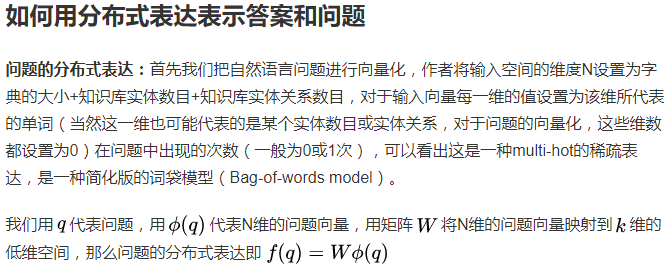 如何用分布式表达表示答案和问题
问题的分布式表达：首先我们把自然语言问题进行向量化，作者将输入空间的维度N设置为字
典的大小+知识库实体数目+知识库实体关系数目，对于输入向量每一维的值设置为该维所代表
的单词（当然这一维也可能代表的是某个实体数目或实体关系，对于问题的向量化，这些维数
都设置为0）在问题中出现的次数（一般为0或1次），可以看出这是一种multi-hot的稀疏表
达，是一种简化版的词袋模型（Bag-of-words model）。
我们用 q 代表问题，用 ϕ(q) 代表N维的问题向量，用矩阵 W 将N维的问题向量映射到 k 维的
低维空间，那么问题的分布式表达即 f(q) = Wϕ(q)